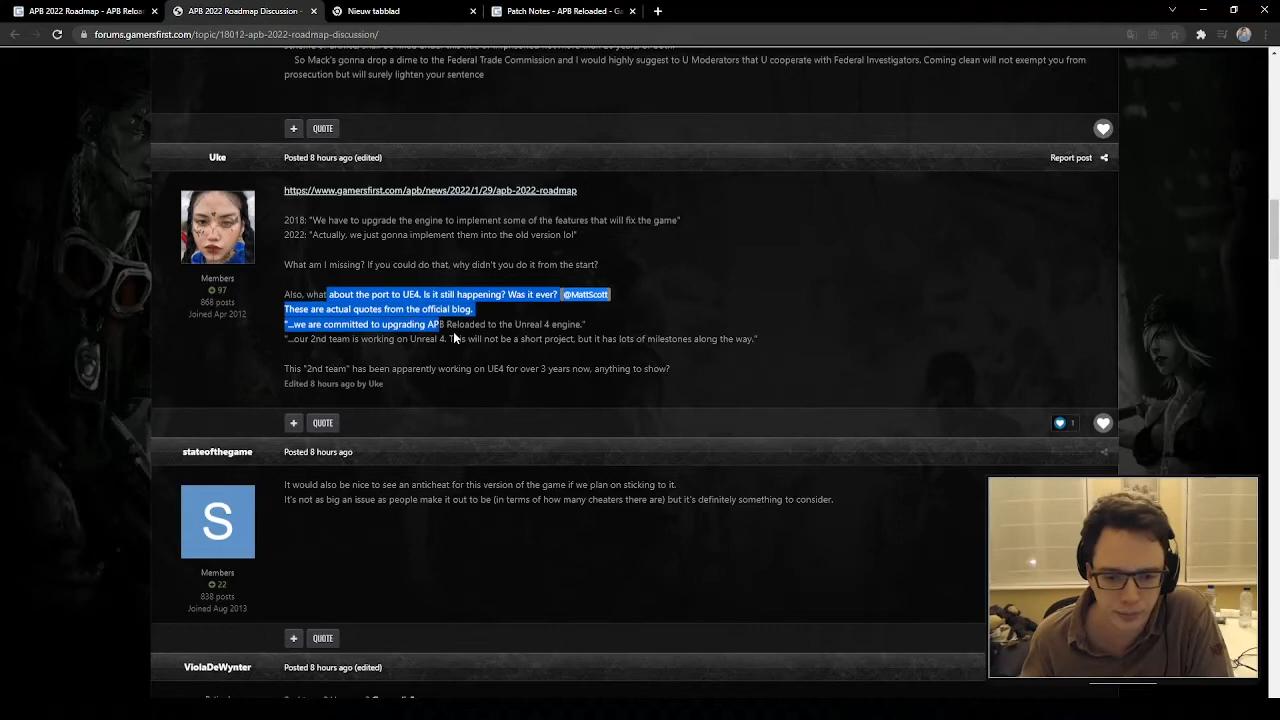 APB 2022 Roadmap - APB Reloa
APB 2022 Roadmap Discussion -
Nieuw tabblad
Patch Notes - APB Reloaded - Ga
forums.gamersfirst.com/topic/18012-apb-2022-roadmap-discussion/
So Mack's gonna drop a dime to the Federal Trade Commission and I would highly suggest to U Moderators that U cooperate with Federal Investigators. Coming clean will not exempt you from
prosecution but will surely lighten your sentence
QUOTE
Uke
Posted 8 hours ago (edited)
Report post
https://www.gamersfirst.com/apb/news/2022/1/29/apb-2022-roadmap
2018: "We have to upgrade the engine to implement some of the features that will fix the game"
2022: "Actually, we just gonna implement them into the old version lol"
What am I missing? If you could do that, why didn't you do it from the start?
Members
97
868 posts
Joined Apr 2012
Also, what about the port to UE4. Is it still happening? Was it ever? @MattScott
These are actual quotes from the official blog.
"...we are committed to upgrading APB Reloaded to the Unreal 4 engine."
"...our 2nd team is working on Unreal 4. This will not be a short project, but it has lots of milestones along the way."
This "2nd team" has been apparently working on UE4 for over 3 years now, anything to show?
Edited 8 hours ago by Uke
QUOTE
1
stateofthegame
Posted 8 hours ago
It would also be nice to see an anticheat for this version of the game if we plan on sticking to it.
It's not as big an issue as people make it out to be (in terms of how many cheaters there are) but it's definitely something to consider.
S
Members
22
838 posts
Joined Aug 2013
QUOTE
ViolaDeWynter
Posted 8 hours ago (edited)